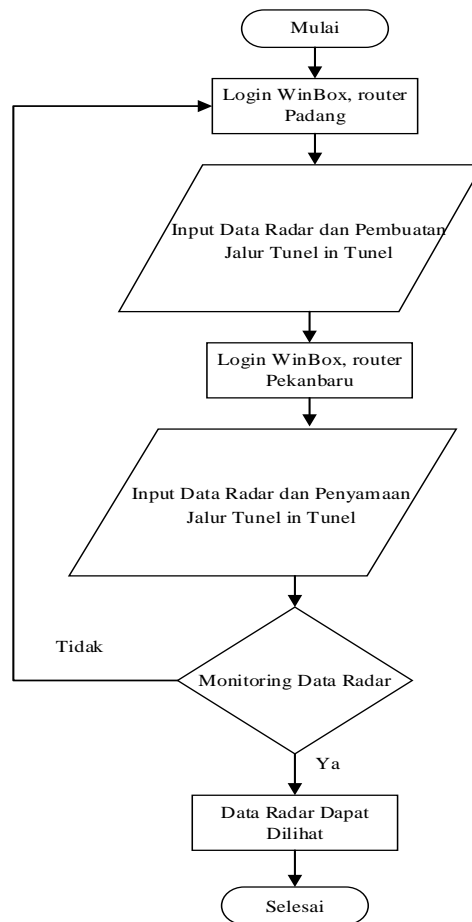 Mulai
Login WinBox, router
Padang
Input Data Radar dan Pembuatan
Jalur Tunel in Tunel
Login WinBox, router
Pekanbaru
Input Data Radar dan Penyamaan
Jalur Tunel in Tunel
Tidak
Monitoring Data Radar
Ya
Data Radar Dapat
Dilihat
Selesai